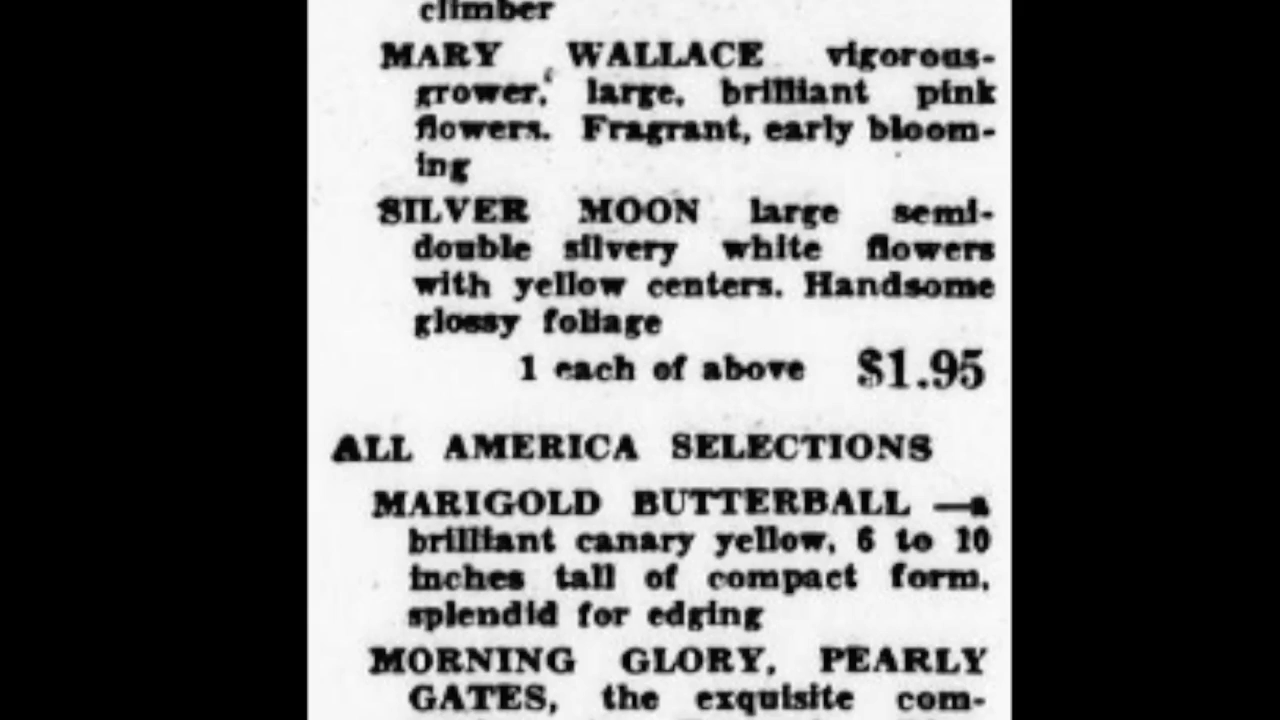 climber
MARY WALLACE vigorous-
grower, large, brilliant pink
flowers. Fragrant, early bloom-
ing
SILVER MOON large semi-
double silvery white flowers
with yellow centers. Handsome
glossy foliage
1 each of above $1.95
ALL AMERICA SELECTIONS
MARIGOLD BUTTERBALL —a
brilliant canary yellow, 6 to 10
inches tall of compact form,
splendid for edging
MORNING GLORY, PEARLY
GATES, the exquisite com-